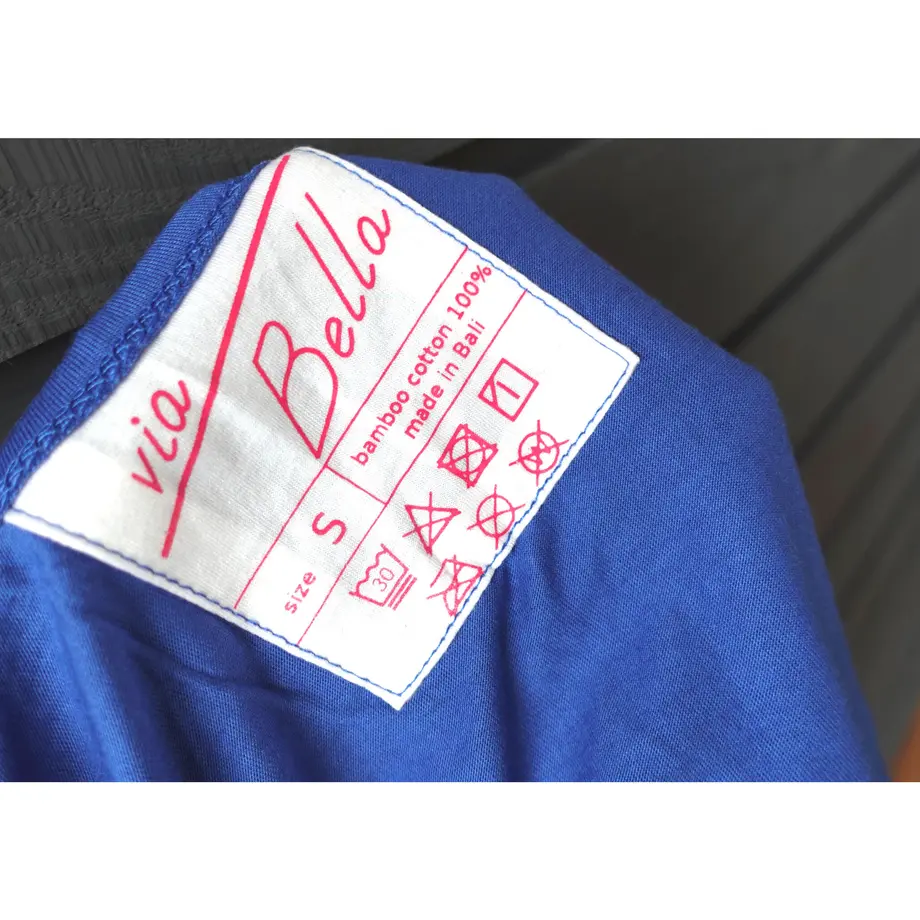 via
Bella
size S
bamboo cotton 100%
made in Bali
30